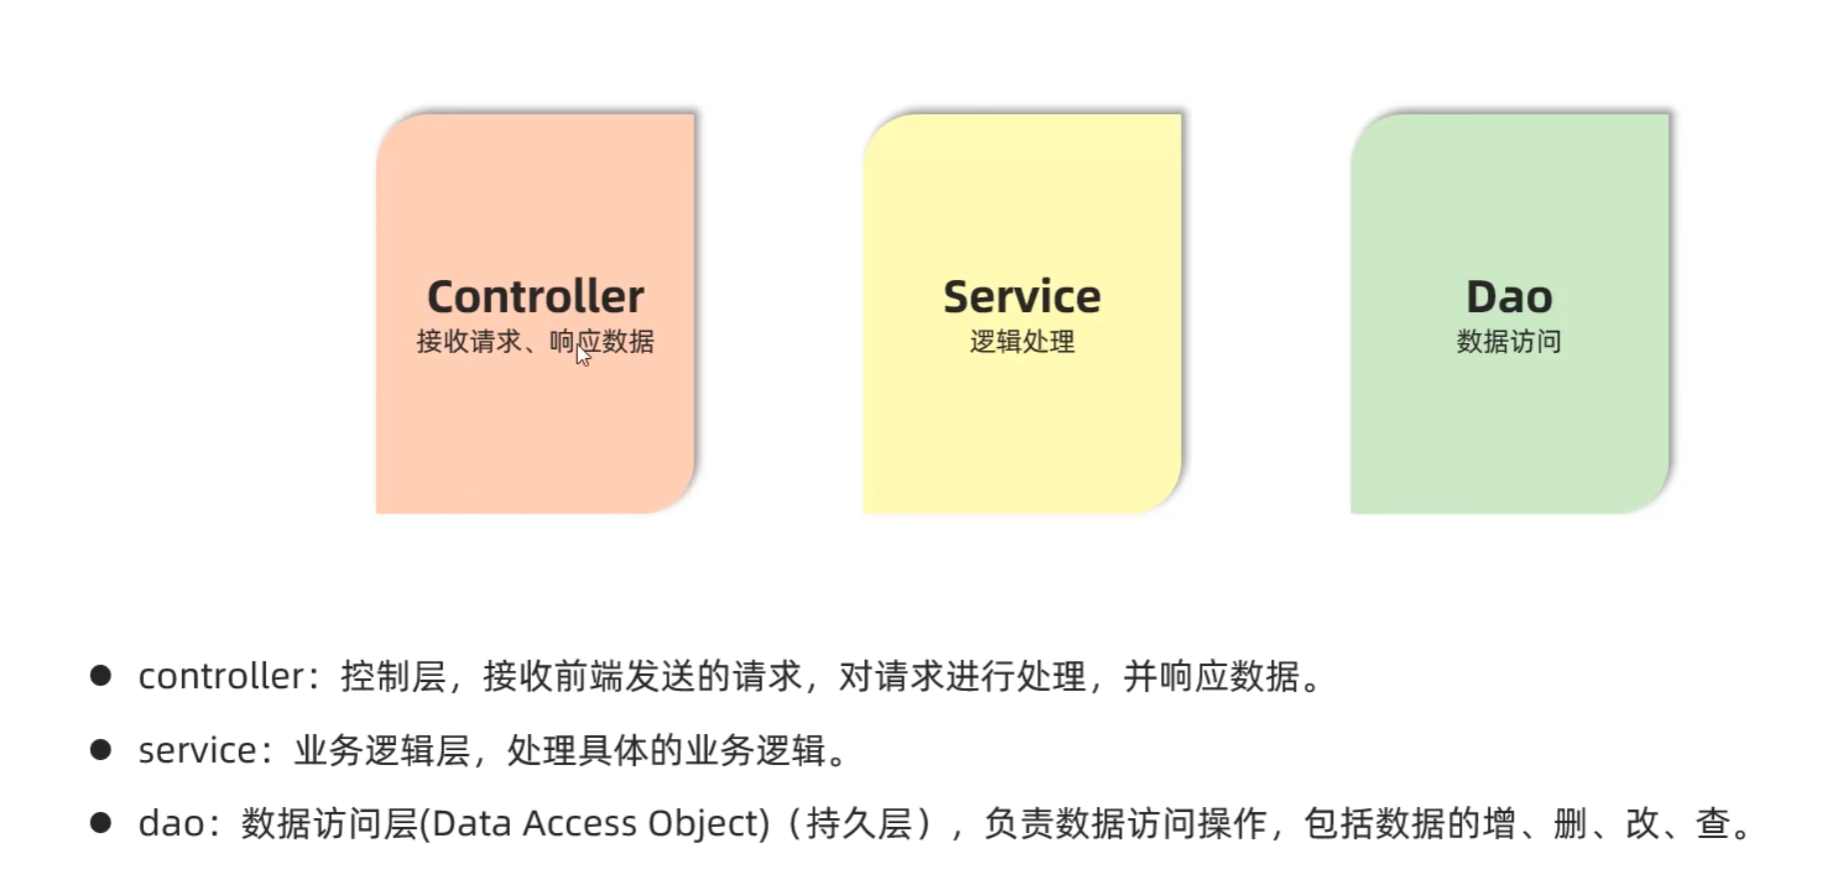 Controller
接收请求、响应数据
Service
逻辑处理
Dao
数据访问
controller：控制层，接收前端发送的请求，对请求进行处理，并响应数据。
service：业务逻辑层，处理具体的业务逻辑。
dao：数据访问层(Data Access Object)（持久层），负责数据访问操作，包括数据的增、删、改、查。